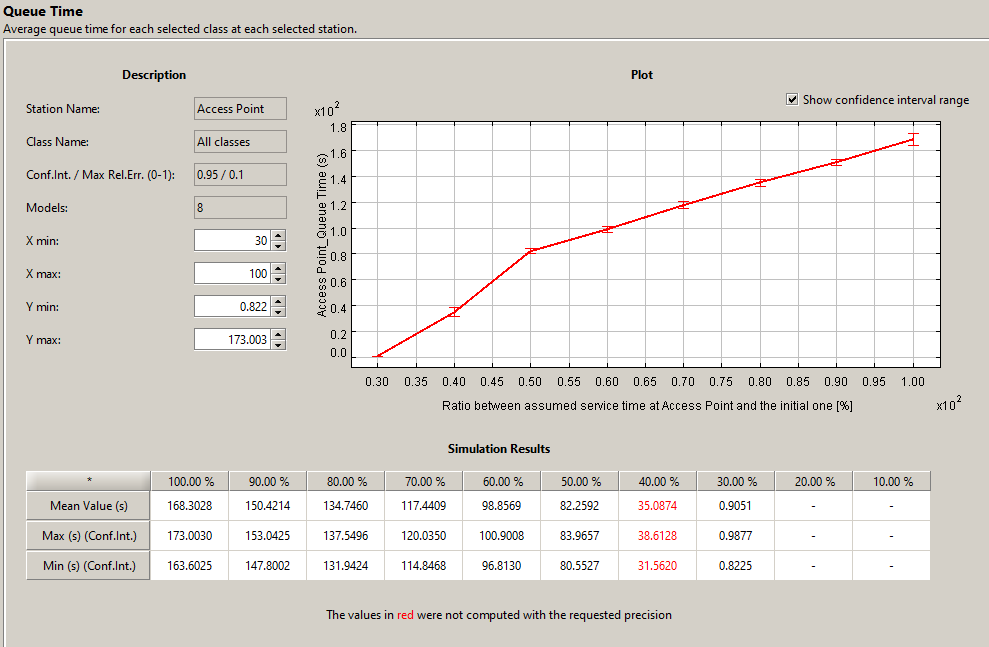 Queue Time
Average queue time for each selected class at each selected station.
Description
Station Name: Access Point
Class Name: All classes
Conf.Int. / Max Rel.Err. (0-1): 0.95 / 0.1
Models: 8
X min: 30
X max: 100
Y min: 0.822
Y max: 173.003
Plot
Show confidence interval range
x10^2
1.8
1.6
1.4
1.2
1.0
0.8
0.6
0.4
0.2
0.0
Access Point_Queue Time (s)
0.30 0.35 0.40 0.45 0.50 0.55 0.60 0.65 0.70 0.75 0.80 0.85 0.90 0.95 1.00
Ratio between assumed service time at Access Point and the initial one [%] x10^2
Simulation Results
* 100.00 % 90.00 % 80.00 % 70.00 % 60.00 % 50.00 % 40.00 % 30.00 % 20.00 % 10.00 %
Mean Value (s) 168.3028 150.4214 134.7460 117.4409 98.8569 82.2592 35.0874 0.9051 - -
Max (s) (Conf.Int.) 173.0030 153.0425 137.5496 120.0350 100.9008 83.9657 38.6128 0.9877 - -
Min (s) (Conf.Int.) 163.6025 147.8002 131.9424 114.8468 96.8130 80.5527 31.5620 0.8225 - -
The values in red were not computed with the requested precision